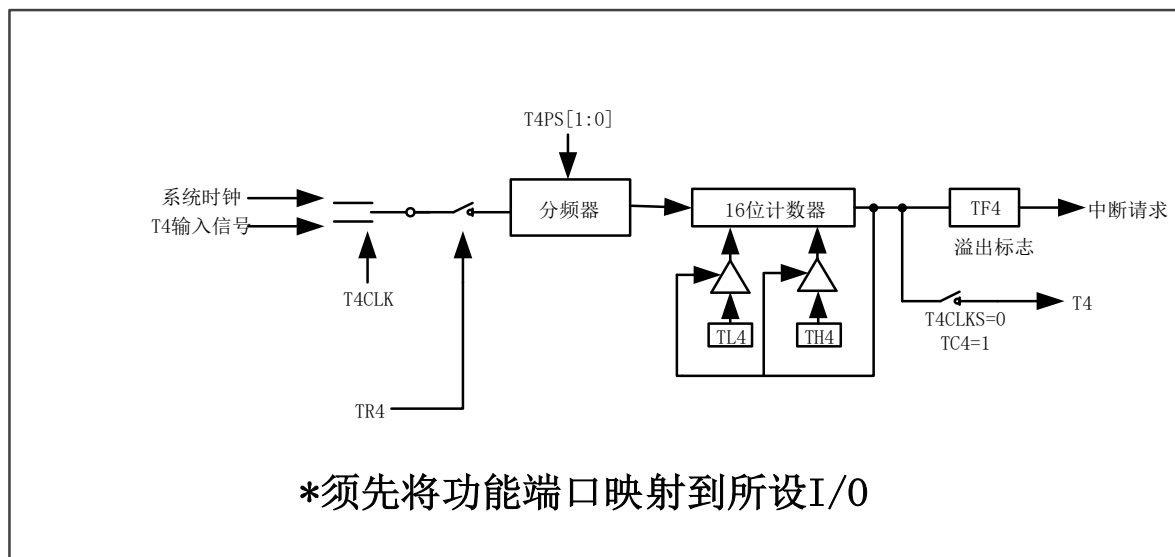 T4PS[1:0]
系统时钟
T4输入信号
分频器
16位计数器
TF4
中断请求
溢出标志
T4CLK
TL4
TH4
T4
T4CLKS=0
TC4=1
TR4
*须先将功能端口映射到所设I/O